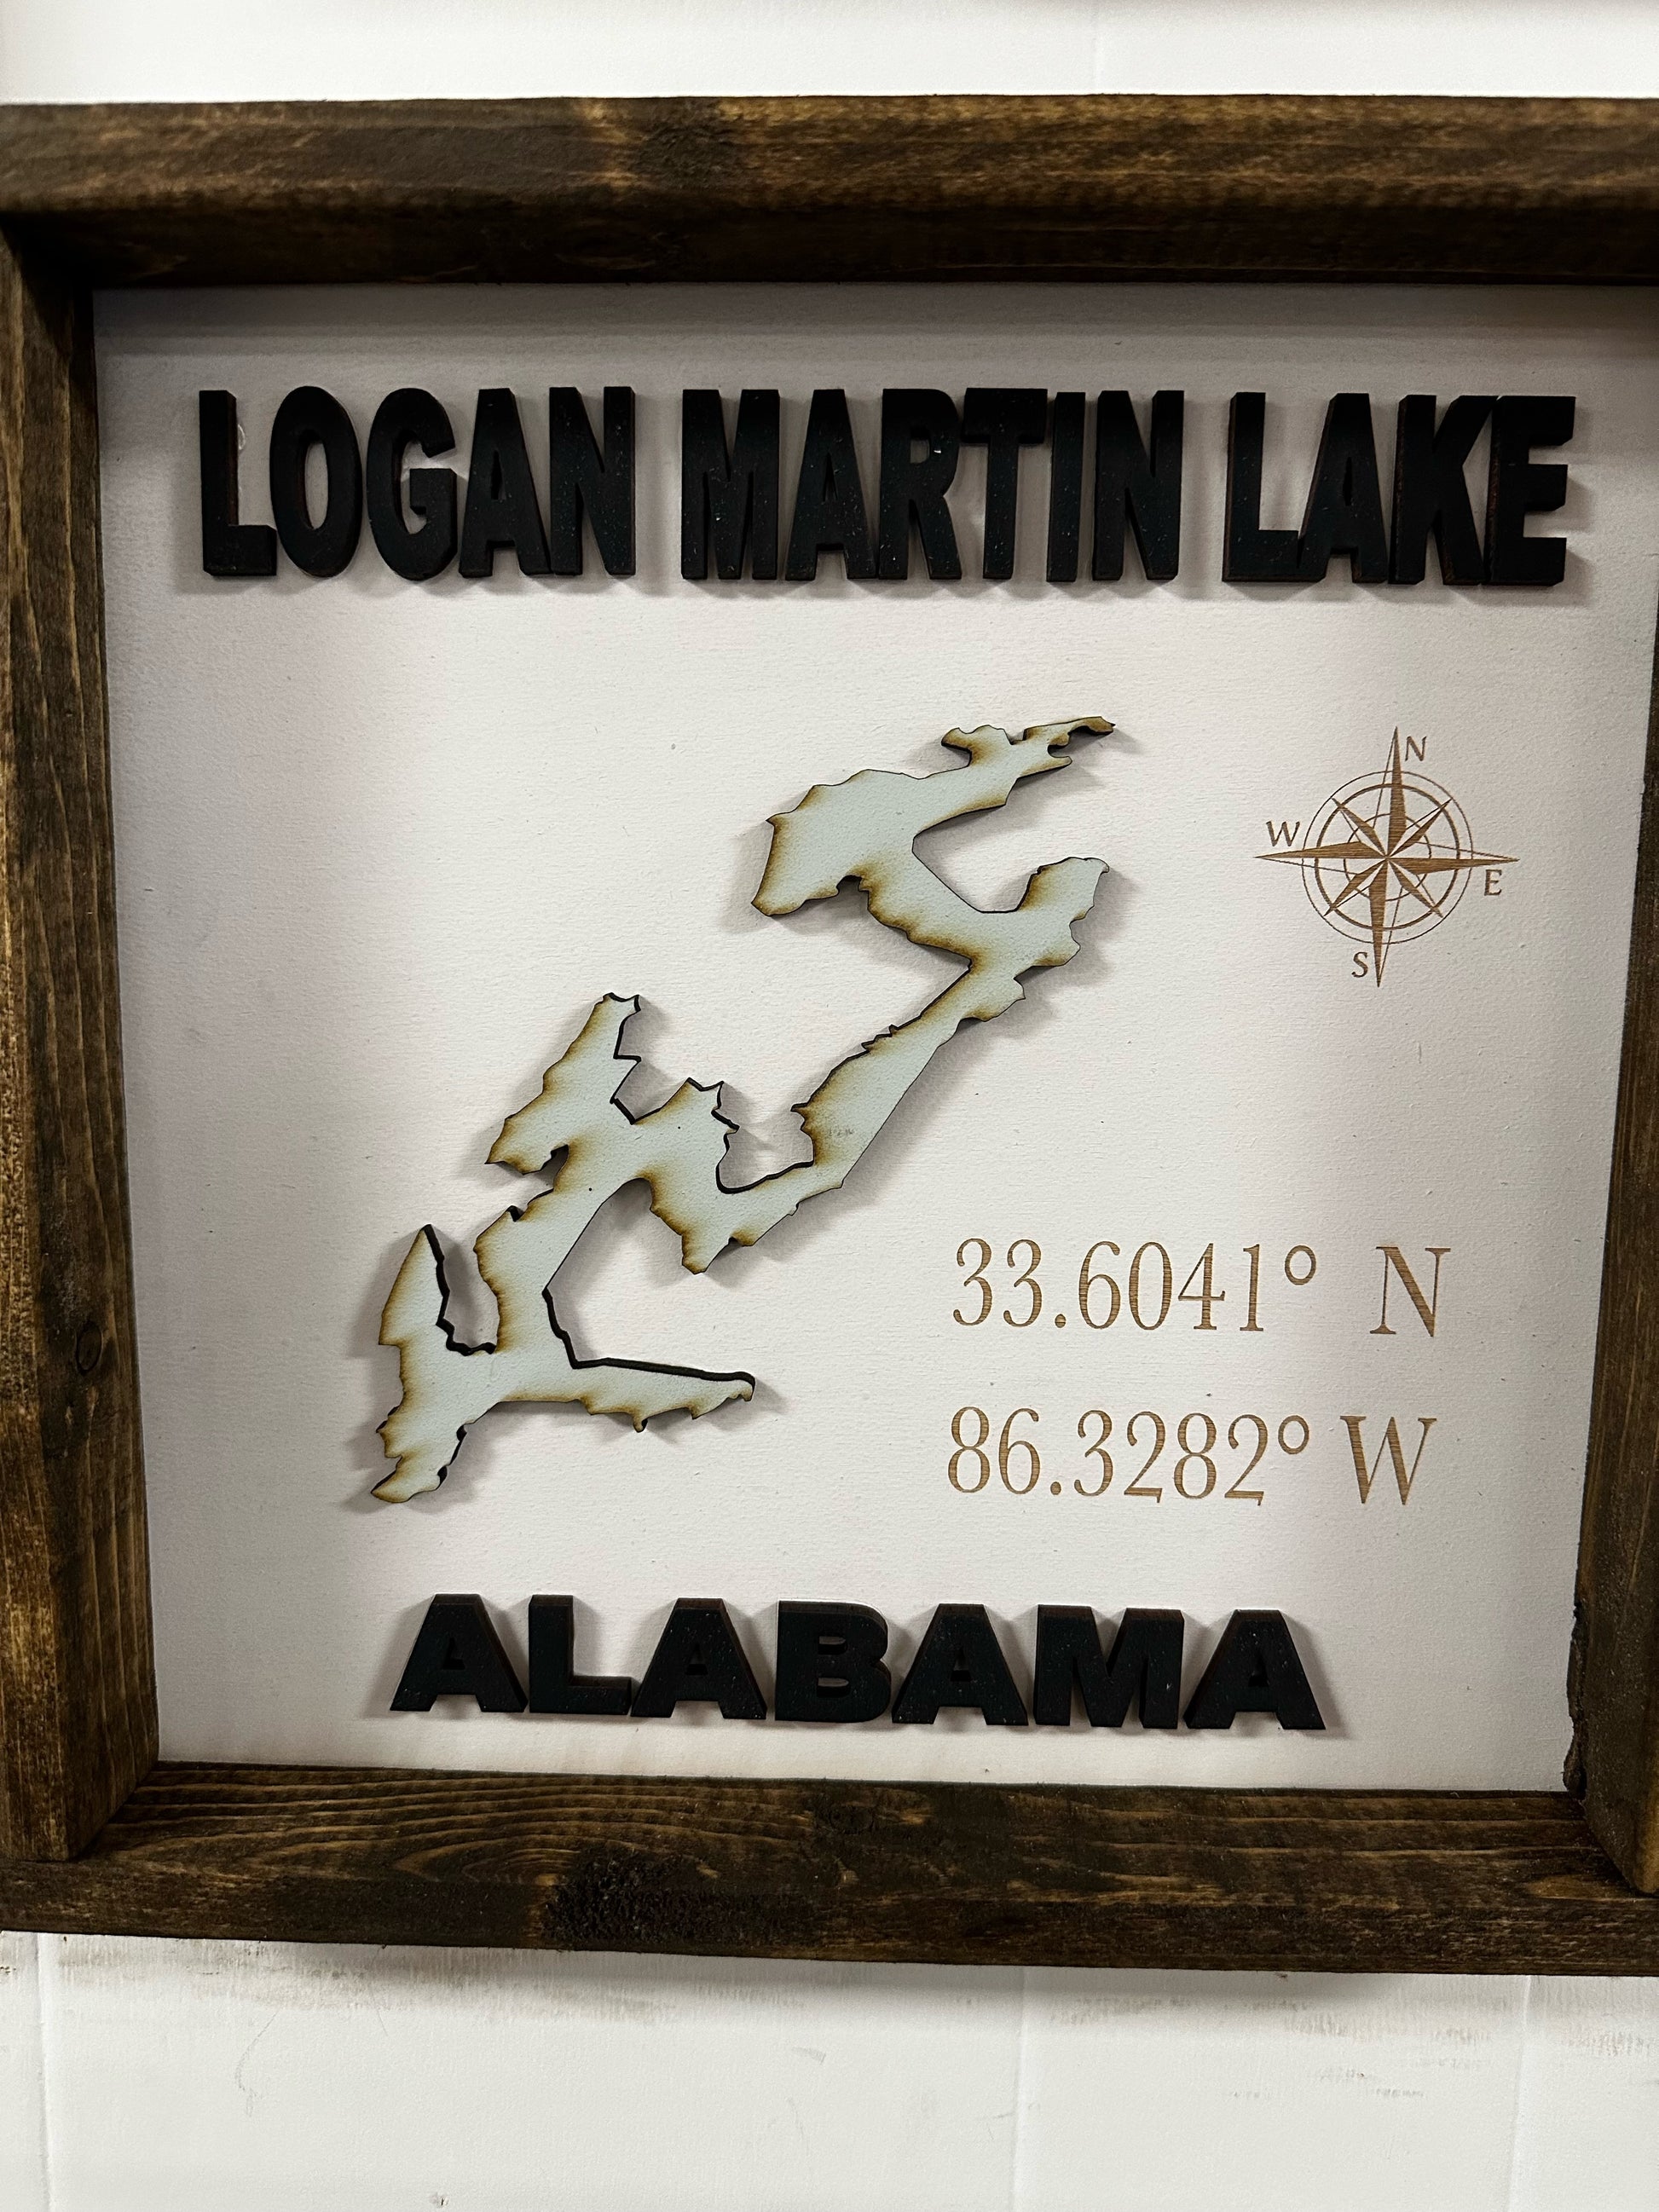 LOGAN MARTIN LAKE
N
W
E
S
33.6041° N
86.3282° W
ALABAMA